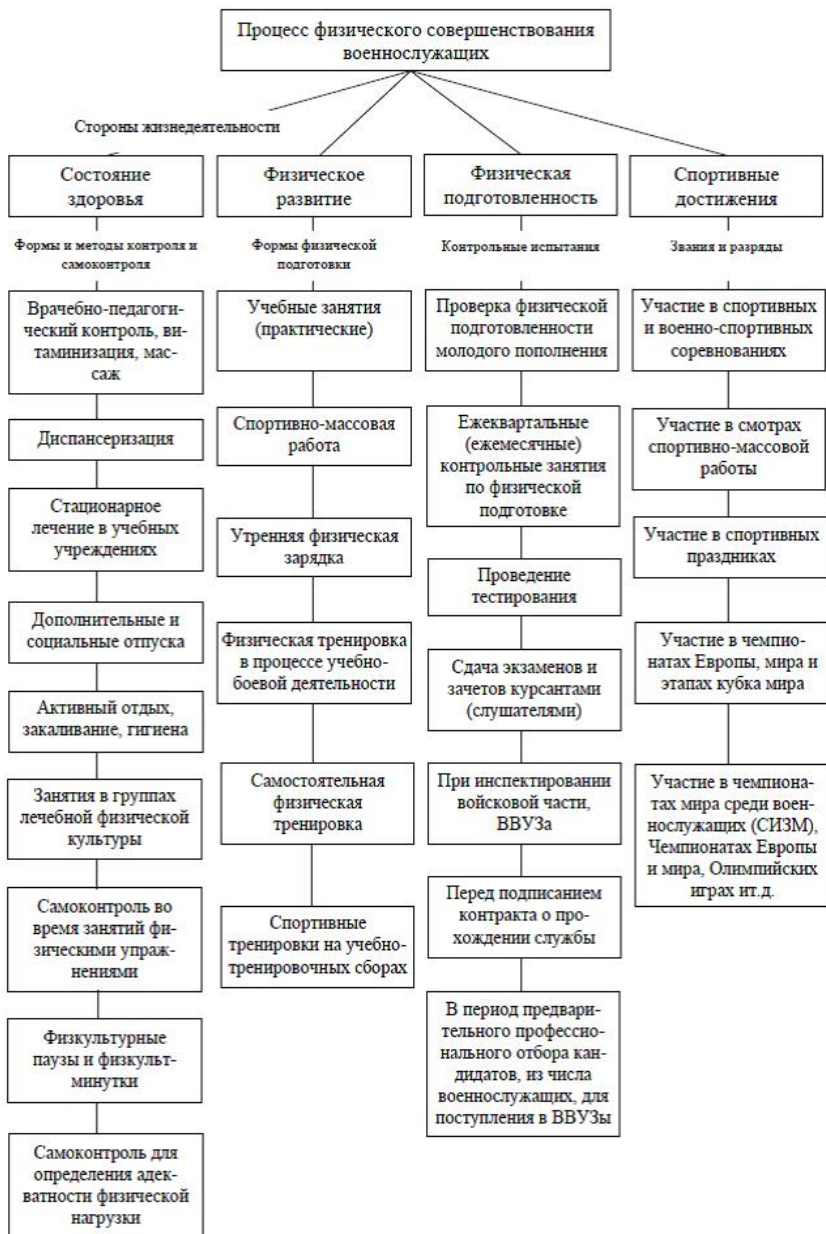 Процесс физического совершенствования
военнослужащих
Стороны жизнедеятельности
Состояние
здоровья
Формы и методы контроля и
самоконтроля
Врачебно-педагоги-
ческий контроль, ви-
таминизация, мас-
саж
Диспансеризация
Стационарное
лечение в учебных
учреждениях
Дополнительные и
социальные отпуска
Активный отдых,
закаливание, гигиена
Занятия в группах
лечебной физической
культуры
Самоконтроль во
время занятий фи-
зическими упраж-
нениями
Физкультурные
паузы и физкульт-
минутки
Самоконтроль для
определения адек-
ватности физической
нагрузки
Физическое
развитие
Формы физической
подготовки
Учебные занятия
(практические)
Спортивно-массовая
работа
Утренняя физическая
зарядка
Физическая тренировка
в процессе учебно-
боевой деятельности
Самостоятельная
физическая
тренировка
Спортивные
тренировки на учебно-
тренировочных сборах
Физическая
подготовленность
Контрольные испытания
Проверка физической
подготовленности
молодого пополнения
Ежеквартальные
(ежемесячные)
контрольные занятия
по физической
подготовке
Проведение
тестирования
Сдача экзаменов и
зачетов курсантами
(слушателями)
При инспектировании
войсковой части,
ВВУЗа
Перед подписанием
контракта о про-
хождении службы
В период предвари-
тельного профессио-
нального отбора кан-
дидатов, из числа
военнослужащих, для
поступления в ВВУЗы
Спортивные
достижения
Звания и разряды
Участие в спортивных
и военно-спортивных
соревнованиях
Участие в смотрах
спортивно-массовой
работы
Участие в спортивных
праздниках
Участие в чемпио-
натах Европы, мира и
этапах кубка мира
Участие в чемпиона-
тах мира среди воен-
нослужащих (СИЗМ),
Чемпионатах Европы
и мира, Олимпийских
играх ит.д.